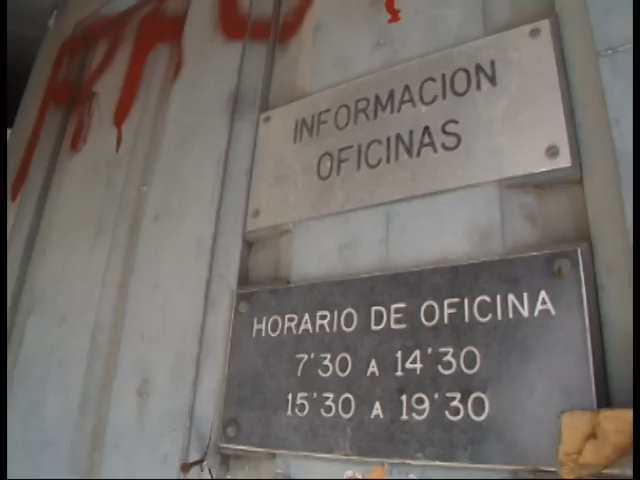 INFORMACION
OFICINAS
HORARIO DE OFICINA
7'30 A 14'30
15'30 A 19'30